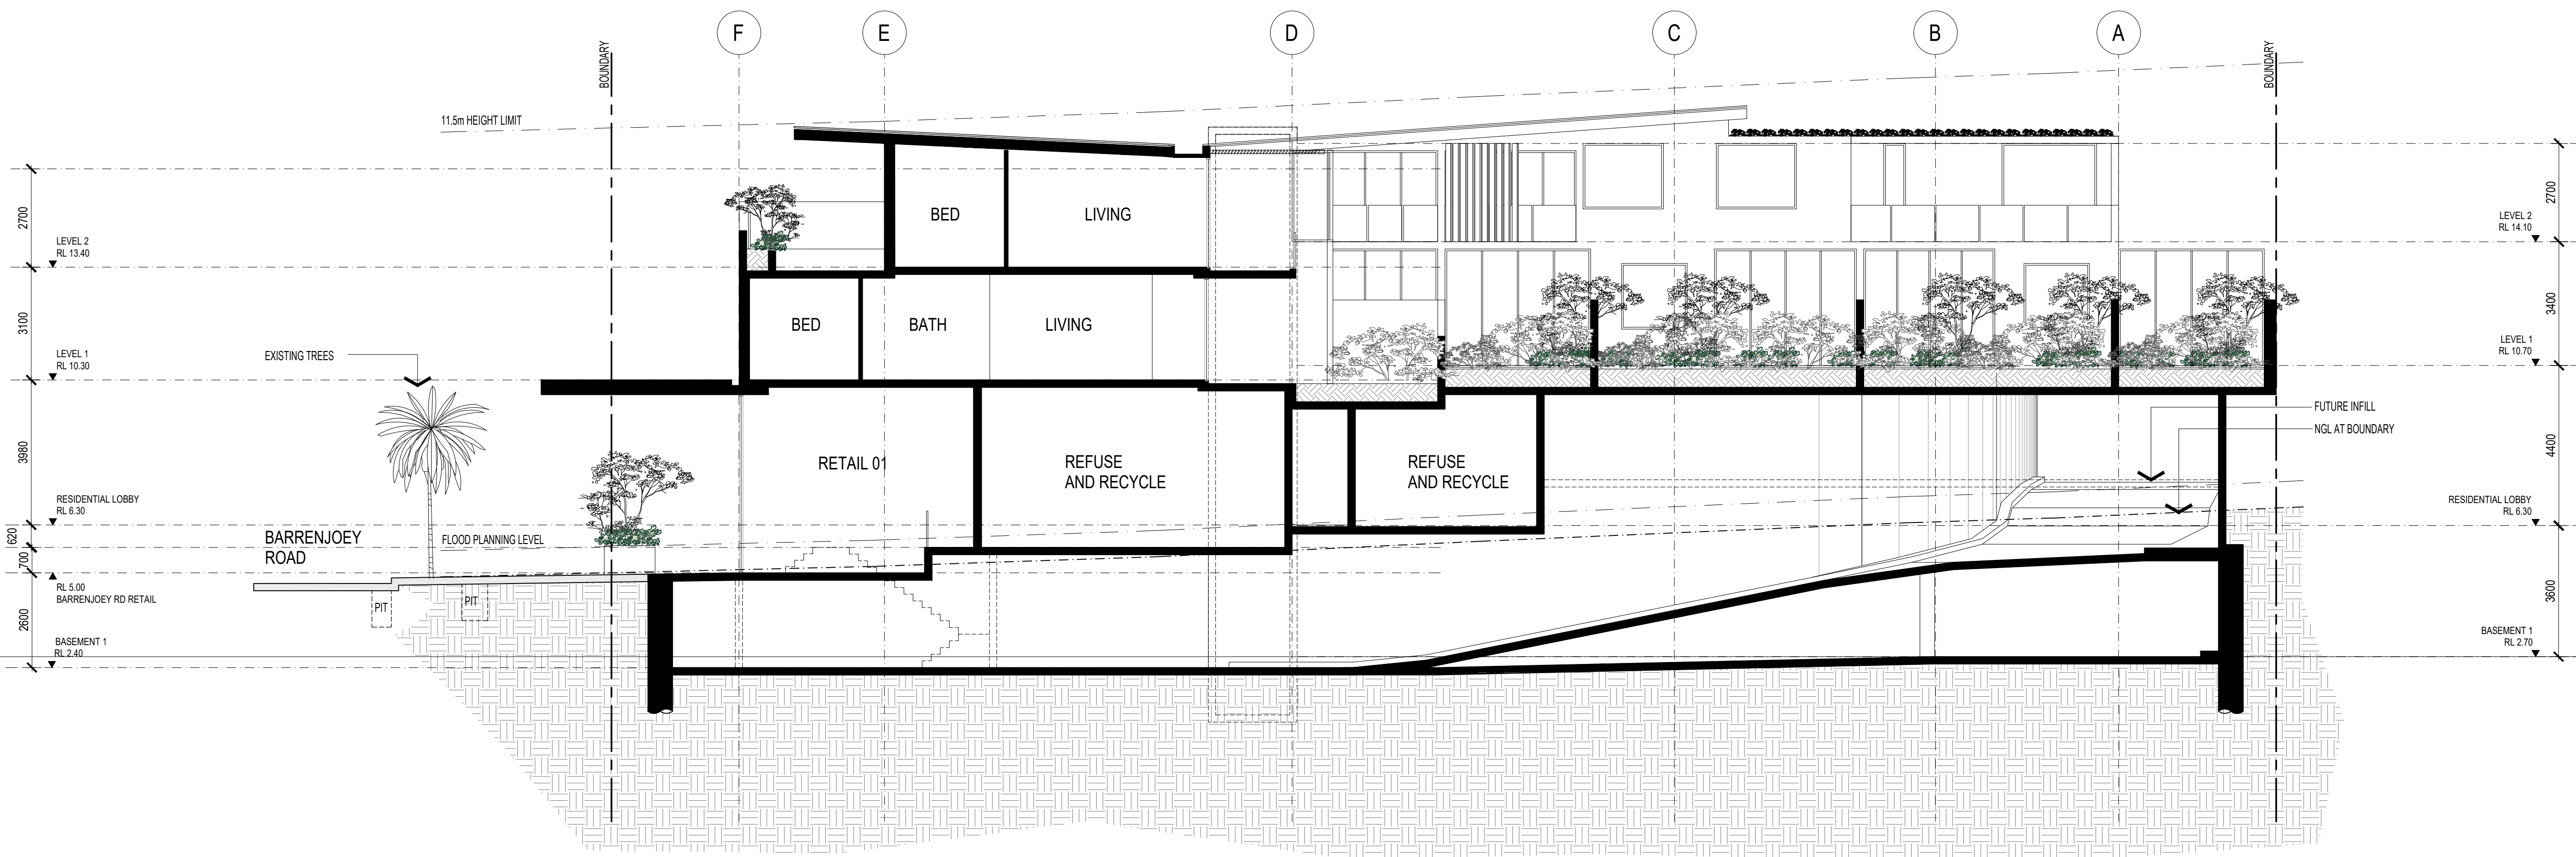 F
E
D
C
B
A
BOUNDARY
BOUNDARY
11.5m HEIGHT LIMIT
2700
LEVEL 2
RL 13.40
3100
LEVEL 1
RL 10.30
3980
RESIDENTIAL LOBBY
RL 6.30
620
700
RL 5.00
BARRENJOEY RD RETAIL
2600
BASEMENT 1
RL 2.40
EXISTING TREES
BARRENJOEY
ROAD
FLOOD PLANNING LEVEL
PIT
PIT
BED
LIVING
BED
BATH
LIVING
RETAIL 01
REFUSE
AND RECYCLE
REFUSE
AND RECYCLE
FUTURE INFILL
NGL AT BOUNDARY
2700
LEVEL 2
RL 14.10
3400
LEVEL 1
RL 10.70
4400
RESIDENTIAL LOBBY
RL 6.30
3600
BASEMENT 1
RL 2.70